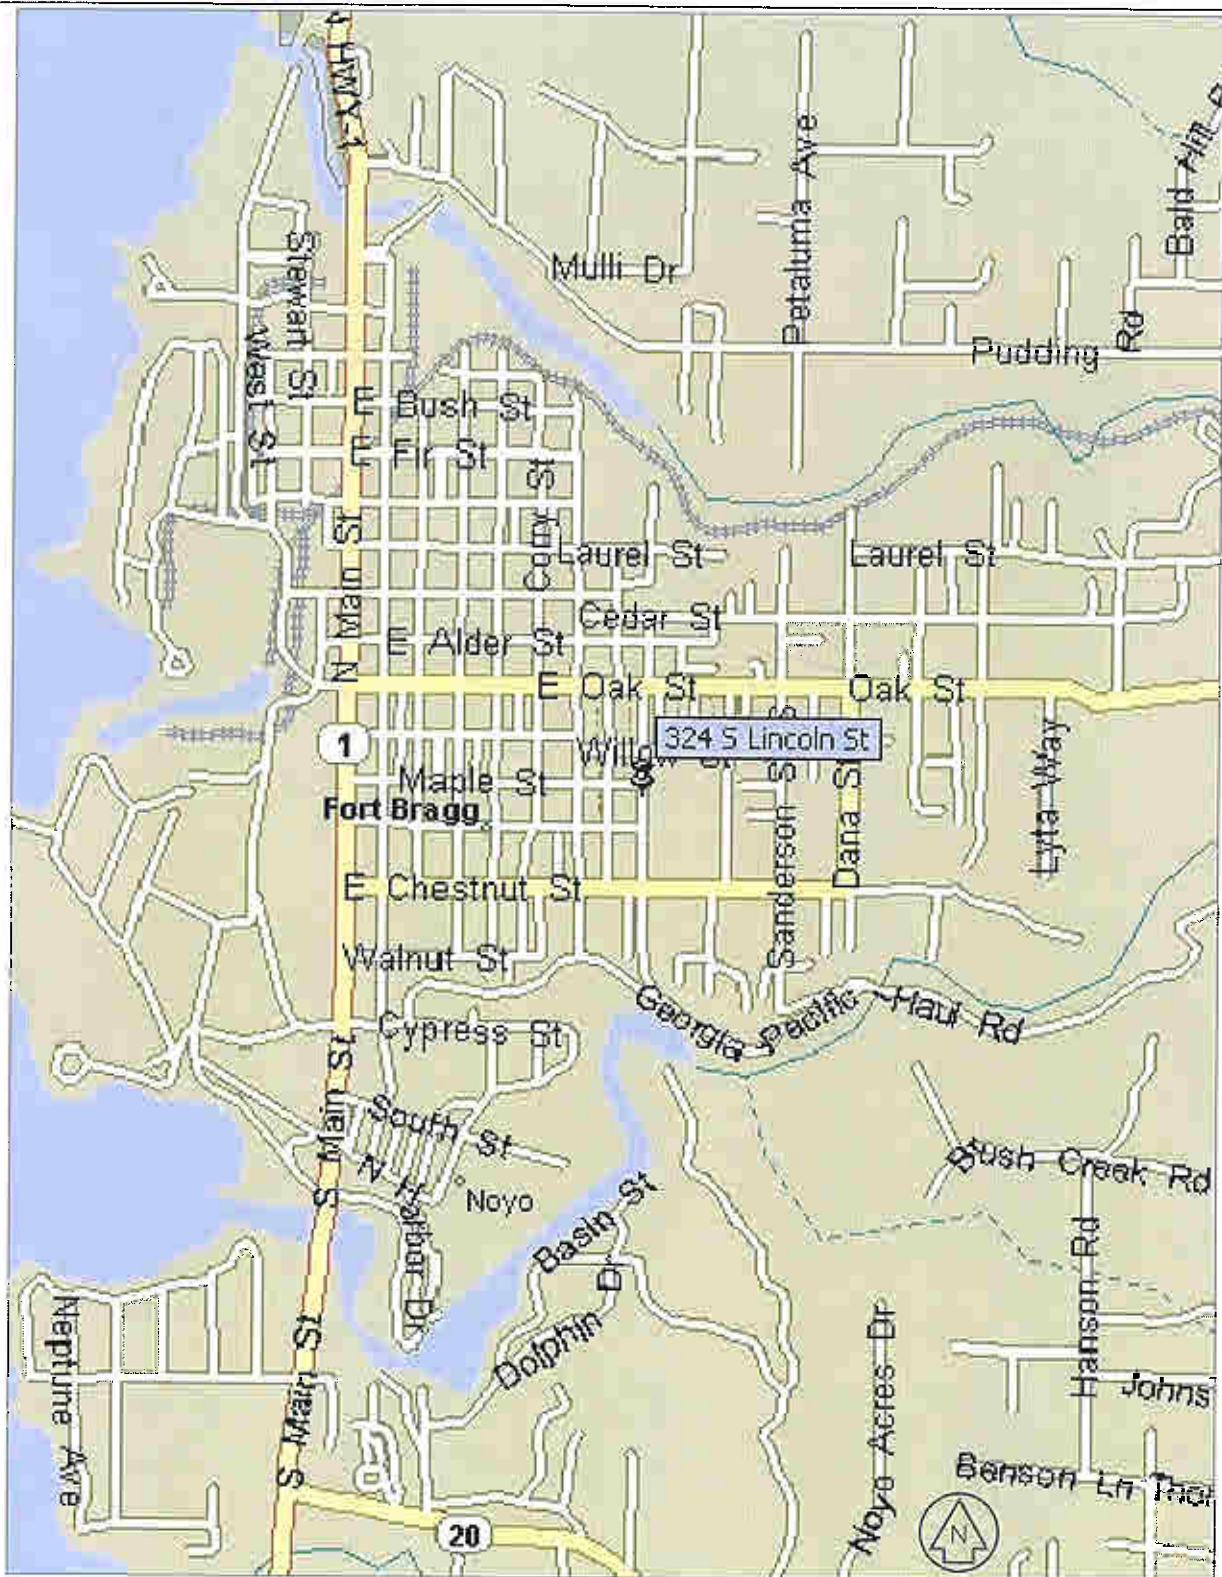 HWY-1
Petaluma Ave
Bald Hill
Rd
Mulli Dr
Stewart St
West St
Pudding
E Bush St
E Fir St
Corry St
N Main St
Laurel St
Laurel St
Cedar St
E Alder St
E Oak St
Oak St
324 S Lincoln St
1
Willow St
Maple St
Fort Bragg
S Sanderson
Dana St
Lyta Way
E Chestnut St
Walnut St
Georgia Pacific Haul Rd
Cypress St
S Main St
South St
N Harbor Dr
Noyo
Basin St
Dolphin Dr
Brush Creek Rd
Hanson Rd
Neptune Ave
S Main St
Noyo Acres Dr
Johns
Benson Ln
N
20